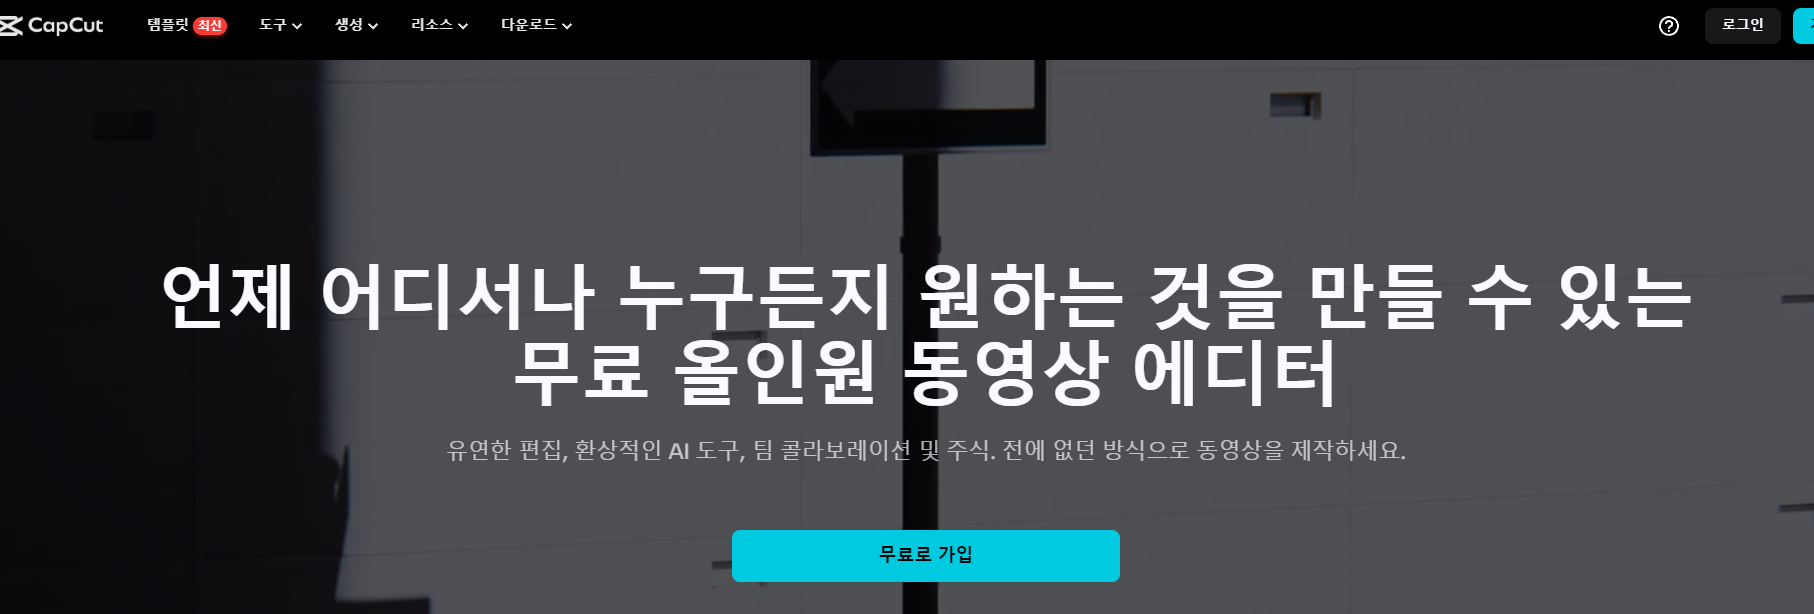 CapCut 템플릿 최신 도구 생성 리소스 다운로드 로그인
언제 어디서나 누구든지 원하는 것을 만들 수 있는
무료 올인원 동영상 에디터
유연한 편집, 환상적인 AI 도구, 팀 콜라보레이션 및 주식. 전에 없던 방식으로 동영상을 제작하세요.
무료로 가입